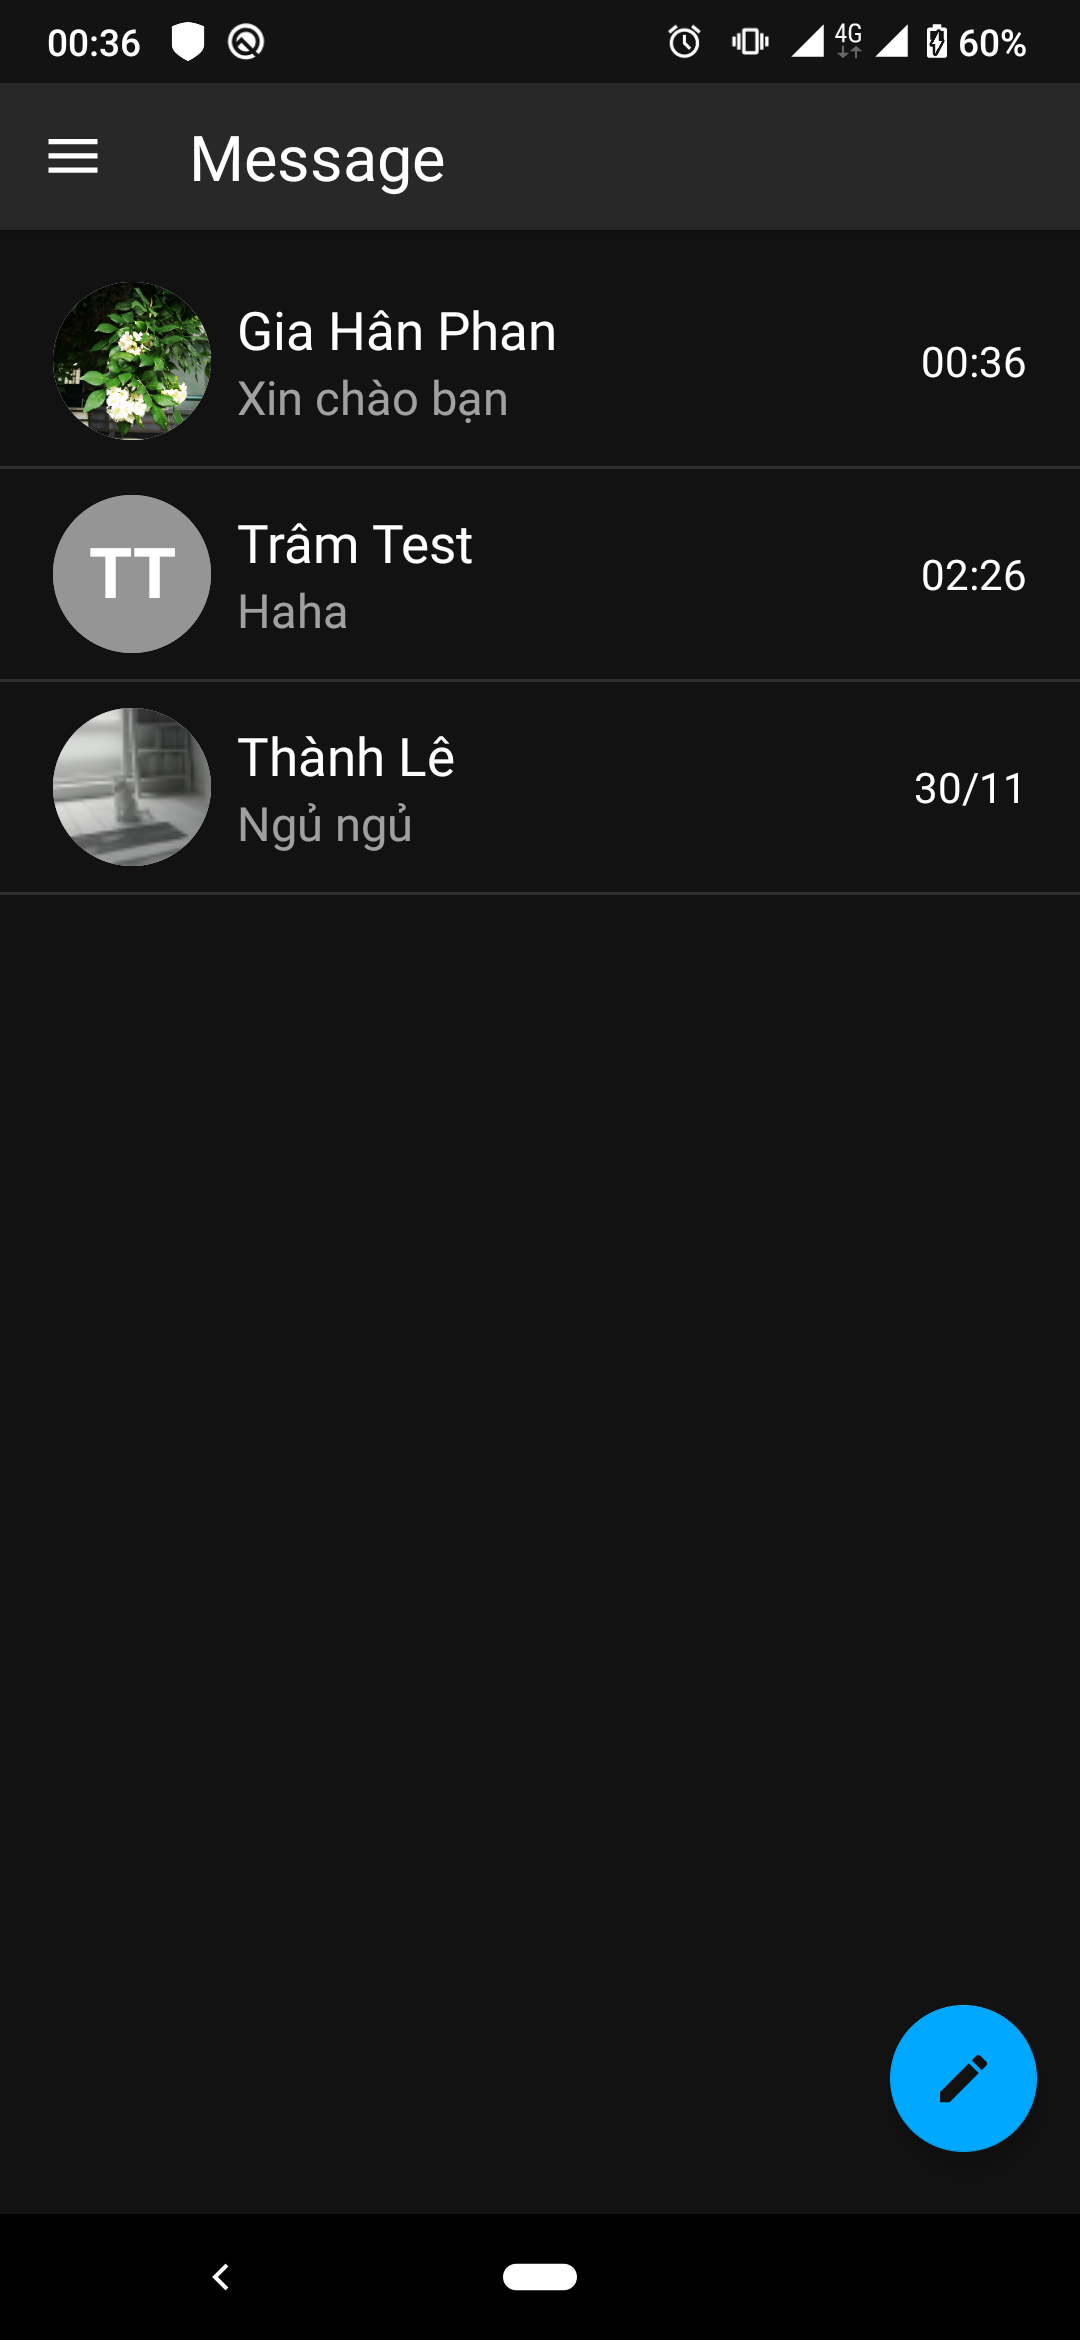 00:36 4G 60%
Message
Gia Hân Phan
Xin chào bạn
00:36
TT
Trâm Test
Haha
02:26
Thành Lê
Ngủ ngủ
30/11